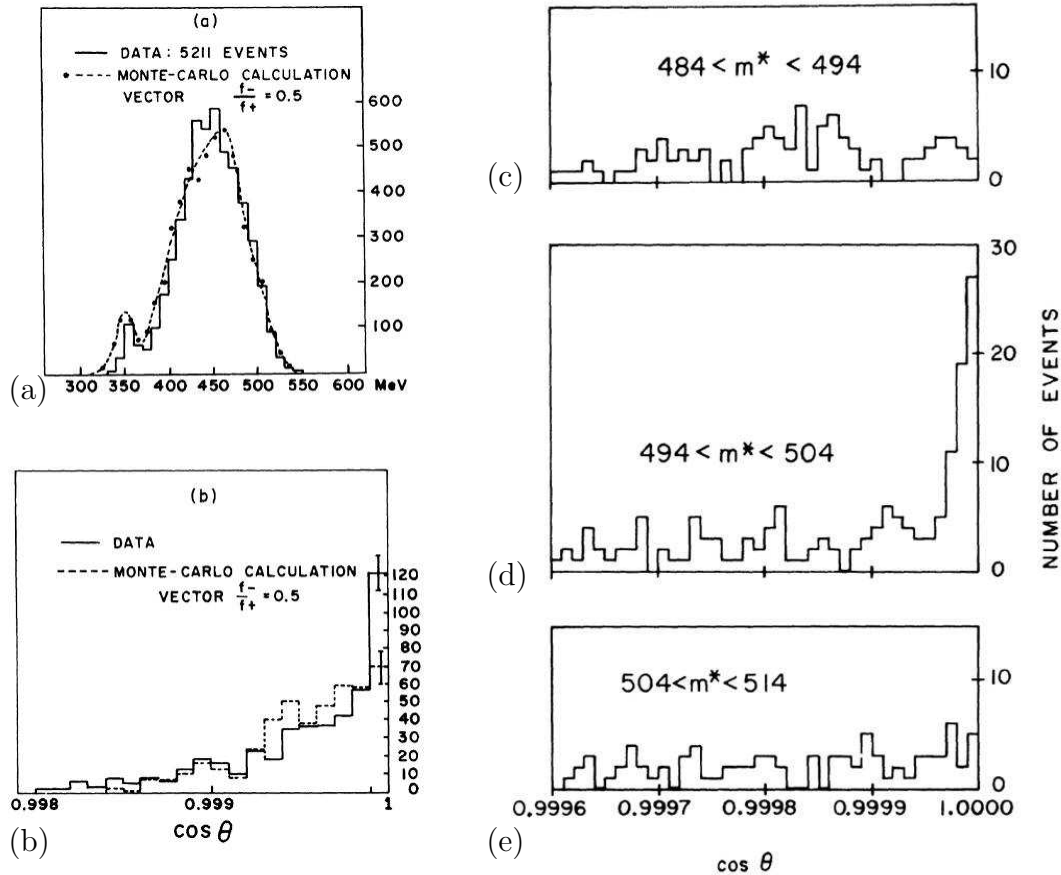 (a)
DATA: 5211 EVENTS
MONTE-CARLO CALCULATION
VECTOR f-/f+ = 0.5
600
500
400
300
200
100
300 350 400 450 500 550 600 MeV
(a)
(b)
DATA
MONTE-CARLO CALCULATION
VECTOR f-/f+ = 0.5
120
110
100
90
80
70
60
50
40
30
20
10
0
0.998 0.999 1
COS θ
(b)
484 < m* < 494
10
0
(c)
30
20
10
0
494 < m* < 504
(d)
NUMBER OF EVENTS
504 < m* < 514
10
0
0.9996 0.9997 0.9998 0.9999 1.0000
(e)
cos θ